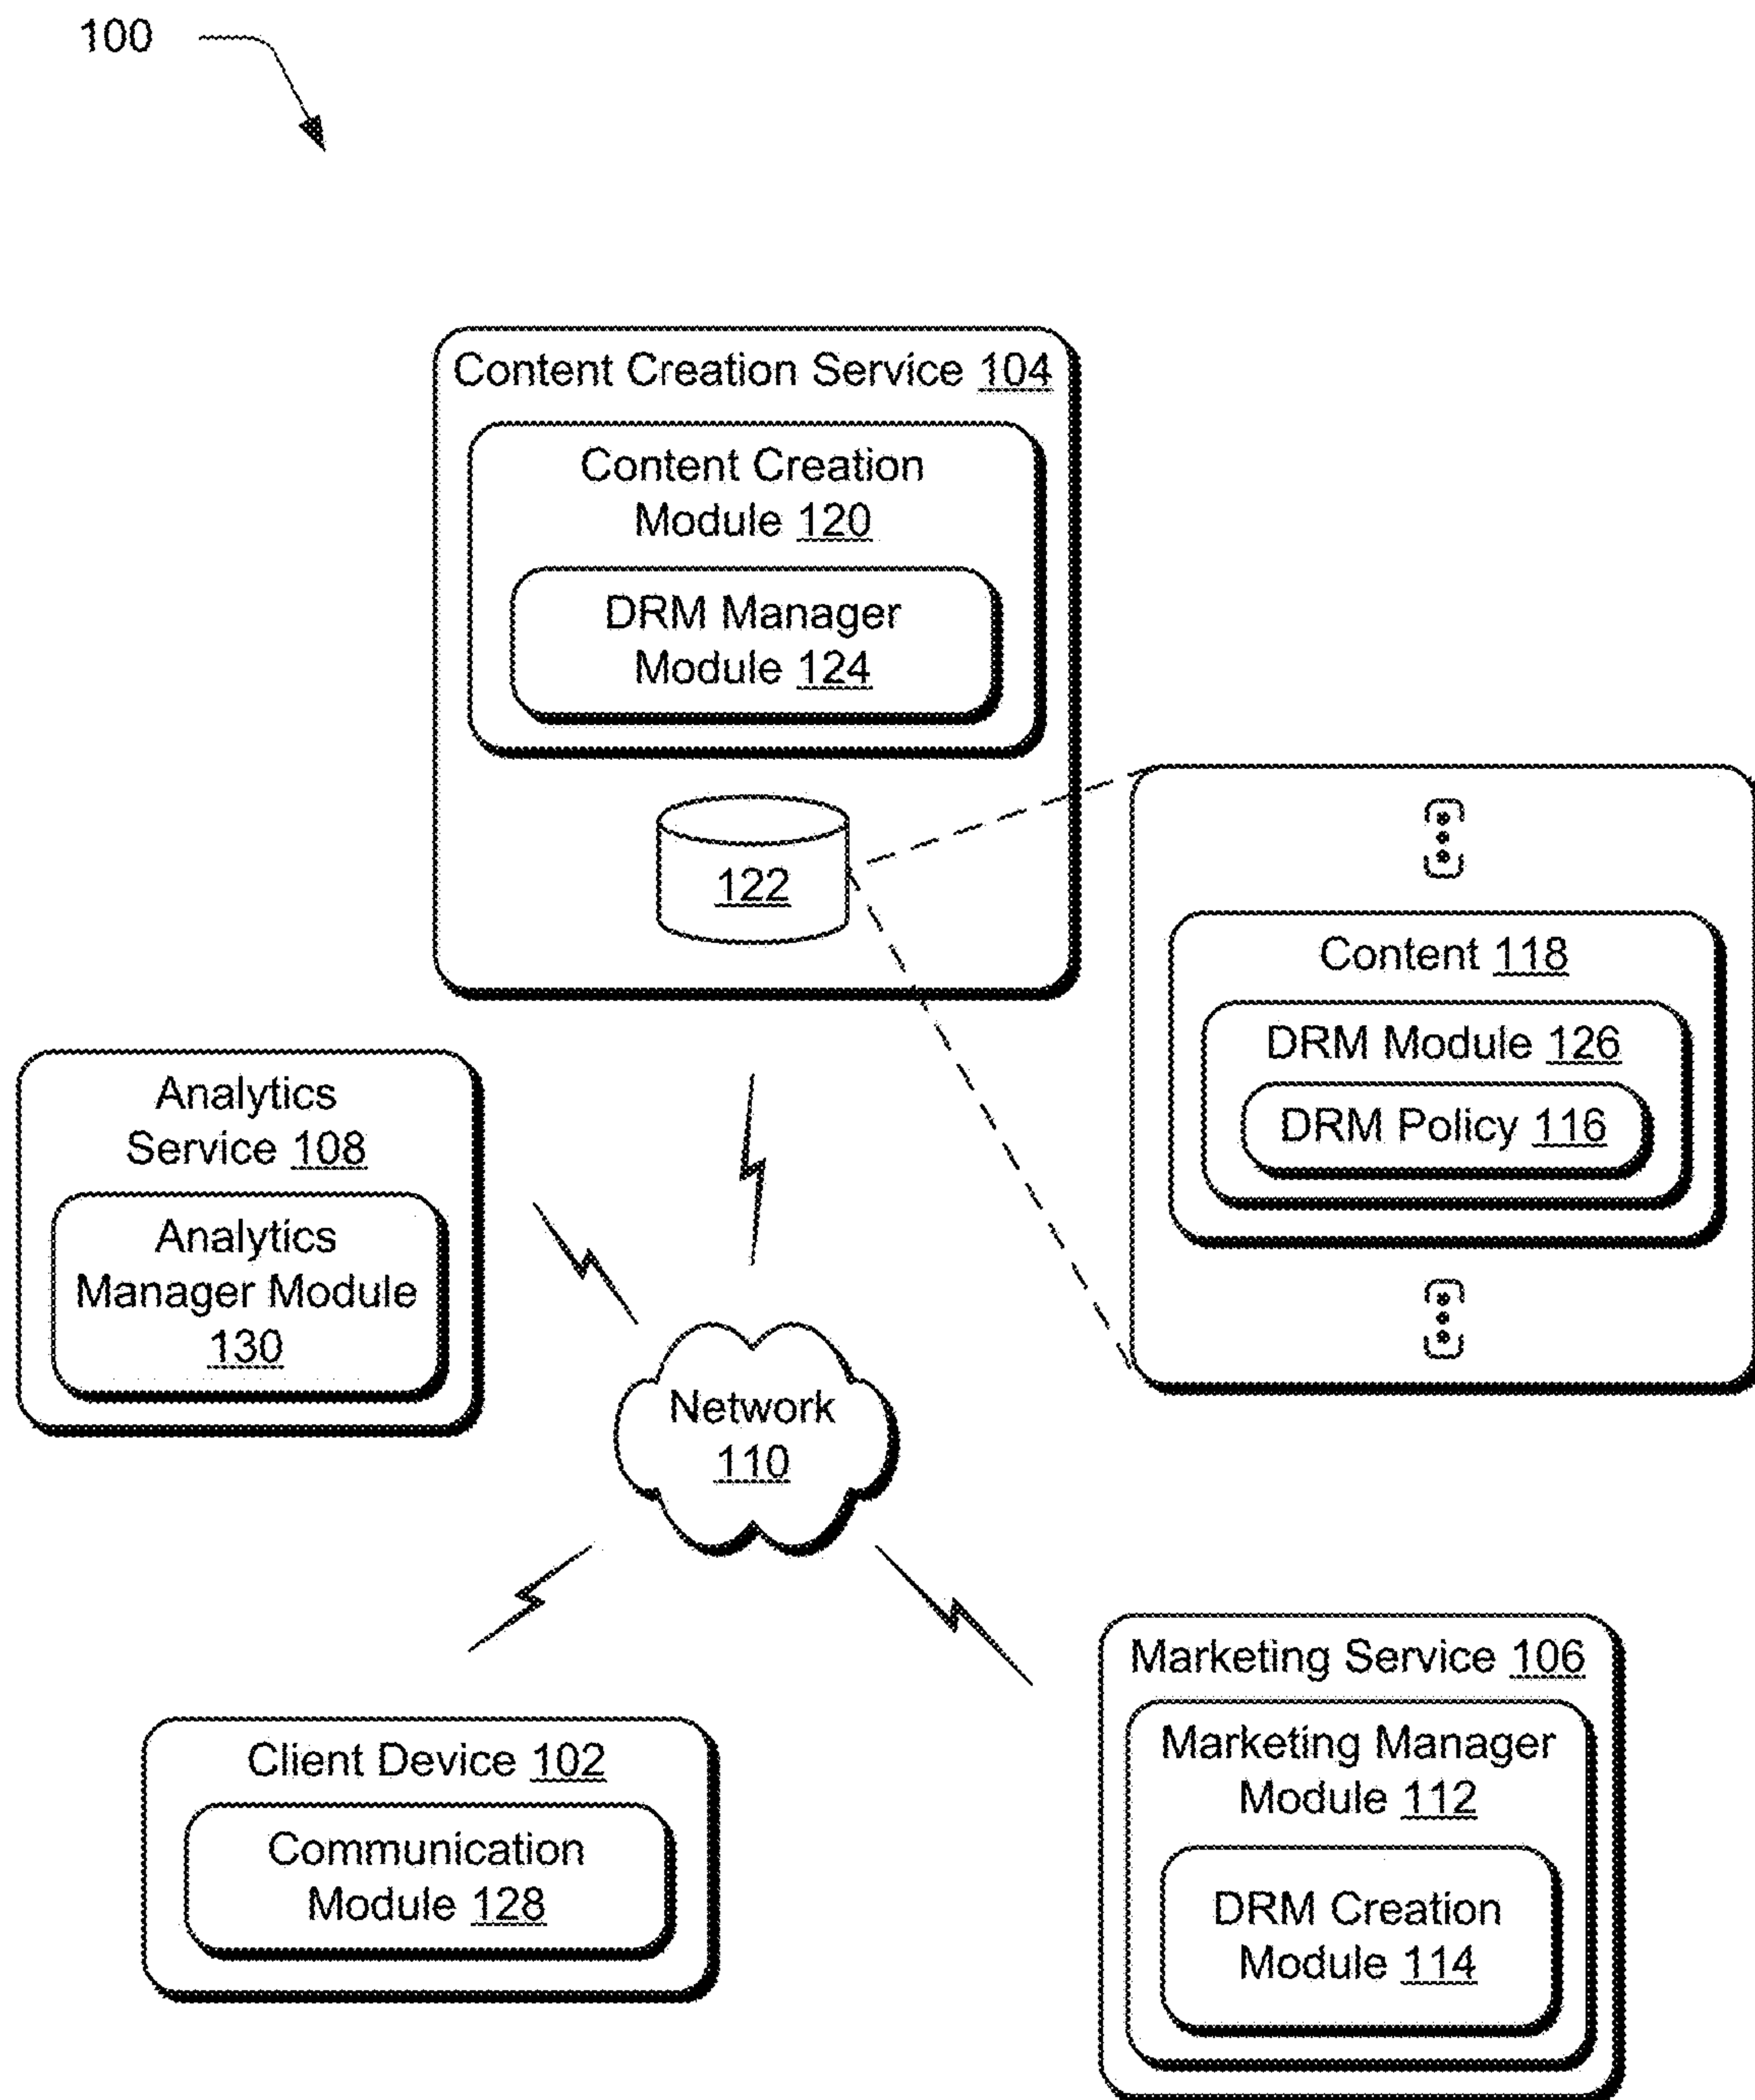 100
Content Creation Service 104
Content Creation
Module 120
DRM Manager
Module 124
122
Content 118
DRM Module 126
DRM Policy 116
Analytics
Service 108
Analytics
Manager Module
130
Network
110
Client Device 102
Communication
Module 128
Marketing Service 106
Marketing Manager
Module 112
DRM Creation
Module 114